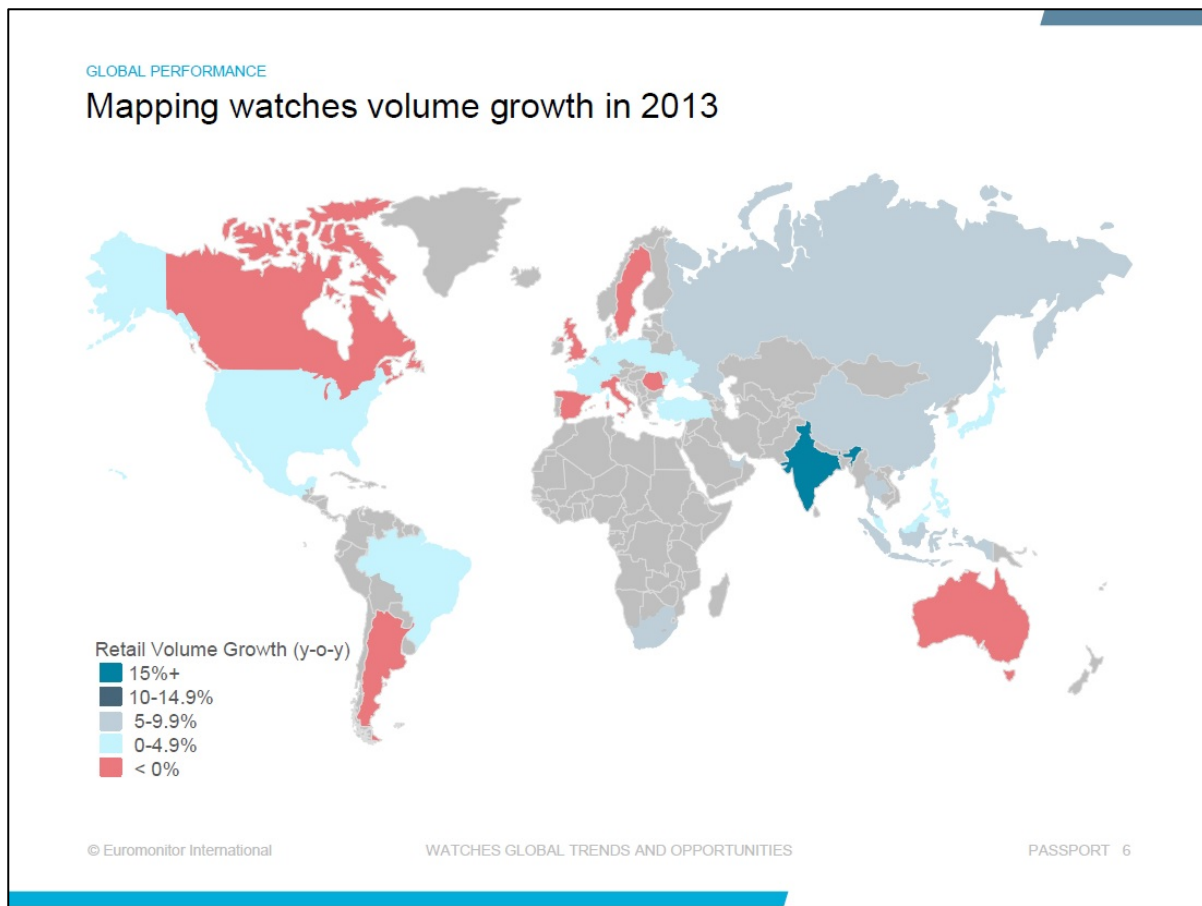 GLOBAL PERFORMANCE
Mapping watches volume growth in 2013
Retail Volume Growth (y-o-y)
15%+
10-14.9%
5-9.9%
0-4.9%
< 0%
© Euromonitor International
WATCHES GLOBAL TRENDS AND OPPORTUNITIES
PASSPORT 6